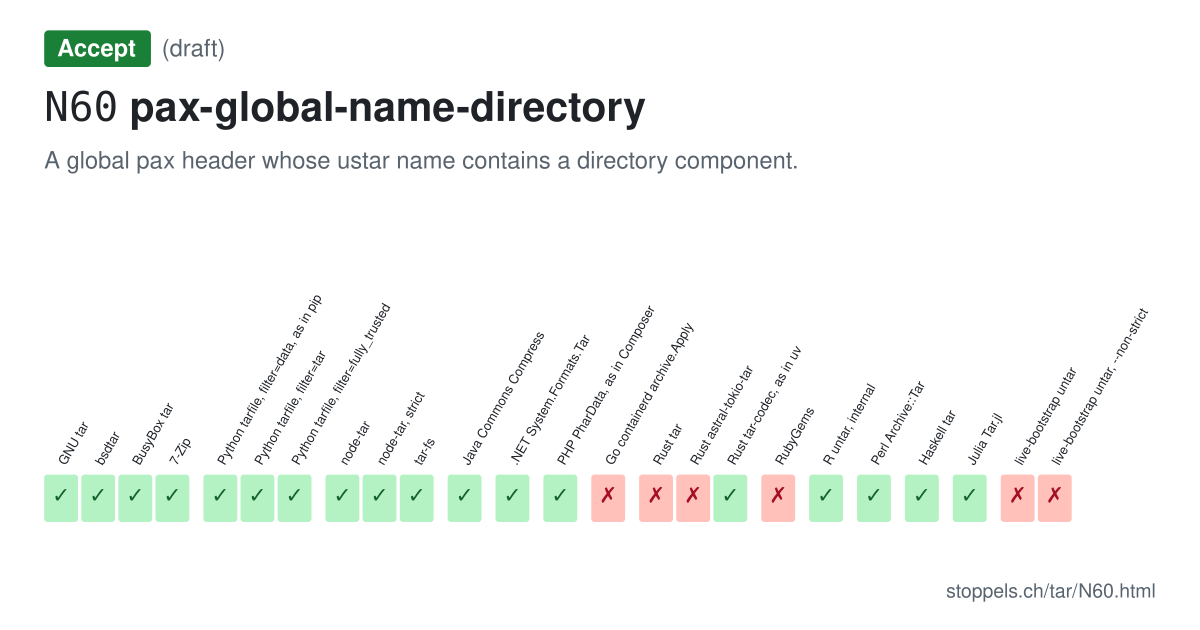 Accept (draft)
N60 pax-global-name-directory
A global pax header whose ustar name contains a directory component.
GNU tar
bsdtar
BusyBox tar
7-Zip
Python tarfile, filter=data, as in pip
Python tarfile, filter=tar
Python tarfile, filter=fully_trusted
node-tar
node-tar, strict
tar-fs
Java Commons Compress
.NET System.Formats.Tar
PHP PharData, as in Composer
Go containerd archive.Apply
Rust tar
Rust astral-tokio-tar
Rust tar-codec, as in uv
RubyGems
R untar, internal
Perl Archive::Tar
Haskell tar
Julia Tar.jl
live-bootstrap untar
live-bootstrap untar, --non-strict
✓ ✓ ✓ ✓ ✓ ✓ ✓ ✓ ✓ ✓ ✓ ✓ ✓ ✗ ✗ ✗ ✓ ✗ ✓ ✓ ✓ ✓ ✗ ✗
stoppels.ch/tar/N60.html